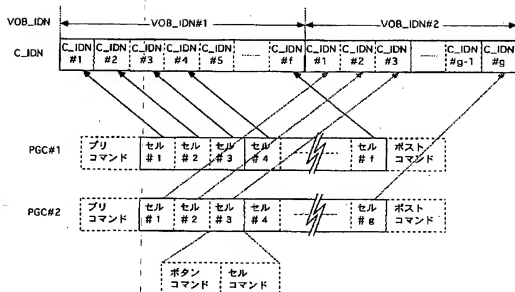 VOB_IDN VOB_IDN#1 VOB_IDN#2
C_IDN C_IDN #1 C_IDN #2 C_IDN #3 C_IDN #4 C_IDN #5 C_IDN #f C_IDN #1 C_IDN #2 C_IDN #3 C_IDN #g-1 C_IDN #g
PGC#1 プリコマンド セル #1 セル #2 セル #3 セル #4 セル #f ポストコマンド
PGC#2 プリコマンド セル #1 セル #2 セル #3 セル #4 セル #g ポストコマンド
ボタンコマンド セルコマンド